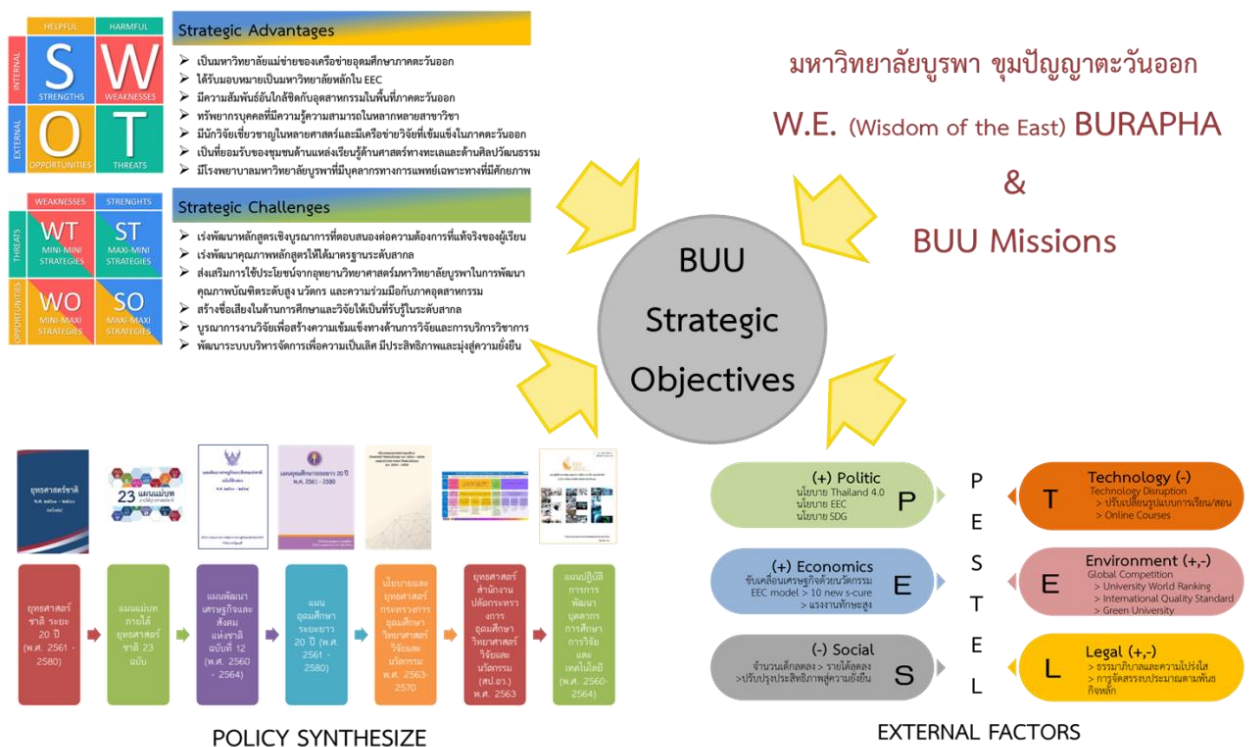 HELPFUL
HARMFUL
INTERNAL
S
STRENGTHS
W
WEAKNESSES
EXTERNAL
O
OPPORTUNITIES
T
THREATS
Strategic Advantages
➤ เป็นมหาวิทยาลัยแม่ข่ายของเครือข่ายอุดมศึกษาภาคตะวันออก
➤ ได้รับมอบหมายเป็นมหาวิทยาลัยหลักใน EEC
➤ มีความสัมพันธ์อันใกล้ชิดกับอุตสาหกรรมในพื้นที่ภาคตะวันออก
➤ ทรัพยากรบุคคลที่มีความรู้ความสามารถในหลากหลายสาขาวิชา
➤ มีนักวิจัยเชี่ยวชาญในหลายศาสตร์และมีเครือข่ายวิจัยที่เข้มแข็งในภาคตะวันออก
➤ เป็นที่ยอมรับของชุมชนด้านแหล่งเรียนรู้ด้านศาสตร์ทางทะเลและด้านศิลปวัฒนธรรม
➤ มีโรงพยาบาลมหาวิทยาลัยบูรพาที่มีบุคลากรทางการแพทย์เฉพาะทางที่มีศักยภาพ
WEAKNESSES
STRENGHTS
THREATS
WT
MINI-MINI
STRATEGIES
ST
MAXI-MINI
STRATEGIES
OPPORTUNITIES
WO
MINI-MAXI
STRATEGIES
SO
MAXI-MAXI
STRATEGIES
Strategic Challenges
➤ เร่งพัฒนาหลักสูตรเชิงบูรณาการที่ตอบสนองต่อความต้องการที่แท้จริงของผู้เรียน
➤ เร่งพัฒนาคุณภาพหลักสูตรให้ได้มาตรฐานระดับสากล
➤ ส่งเสริมการใช้ประโยชน์จากอุทยานวิทยาศาสตร์มหาวิทยาลัยบูรพาในการพัฒนา
คุณภาพบัณฑิตระดับสูง นวัตกร และความร่วมมือกับภาคอุตสาหกรรม
➤ สร้างชื่อเสียงในด้านการศึกษาและวิจัยให้เป็นที่รับรู้ในระดับสากล
➤ บูรณาการงานวิจัยเพื่อสร้างความเข้มแข็งทางด้านการวิจัยและการบริการวิชาการ
➤ พัฒนาระบบบริหารจัดการเพื่อความเป็นเลิศ มีประสิทธิภาพและมุ่งสู่ความยั่งยืน
มหาวิทยาลัยบูรพา ขุมปัญญาตะวันออก
W.E. (Wisdom of the East) BURAPHA
&
BUU Missions
BUU
Strategic
Objectives
ยุทธศาสตร์ชาติ
23 แผนแม่บท
แผนอุดมศึกษาระยะยาว 20 ปี
พ.ศ. 2561 - 2580
ยุทธศาสตร์
ชาติ ระยะ
20 ปี
(พ.ศ. 2561 -
2580)
แผนแม่บท
ภายใต้
ยุทธศาสตร์
ชาติ 23
ฉบับ
แผนพัฒนา
เศรษฐกิจและ
สังคม
แห่งชาติ
ฉบับที่ 12
(พ.ศ. 2560
- 2564)
แผน
อุดมศึกษา
ระยะยาว
20 ปี (พ.ศ.
2561 -
2580)
นโยบายและ
ยุทธศาสตร์
กระทรวงการ
อุดมศึกษา
วิทยาศาสตร์
วิจัยและ
นวัตกรรม
พ.ศ. 2563-
2570
ยุทธศาสตร์
สำนักงาน
ปลัดกระทรว
งการ
อุดมศึกษา
วิทยาศาสตร์
วิจัยและ
นวัตกรรม
(สป.อว.)
พ.ศ. 2563
แผนปฏิบัติ
การการ
พัฒนา
บุคลากร
การศึกษา
การวิจัย
และ
เทคโนโลยี
(พ.ศ. 2560-
2564)
POLICY SYNTHESIZE
(+) Politic
นโยบาย Thailand 4.0
นโยบาย EEC
นโยบาย SDG
P
(+) Economics
ขับเคลื่อนเศรษฐกิจด้วยนวัตกรรม
EEC model > 10 new s-cure
> แรงงานทักษะสูง
E
(-) Social
จำนวนเด็กลดลง > รายได้ลดลง
>ปรับปรุงประสิทธิภาพสู่ความยั่งยืน
S
P
E
S
T
E
L
T
Technology (-)
Technology Disruption
> ปรับเปลี่ยนรูปแบบการเรียน/สอน
> Online Courses
E
Environment (+,-)
Global Competition
> University World Ranking
> International Quality Standard
> Green University
L
Legal (+,-)
> ธรรมาภิบาลและความโปร่งใส
> การจัดสรรงบประมาณตามพันธ
กิจหลัก
EXTERNAL FACTORS